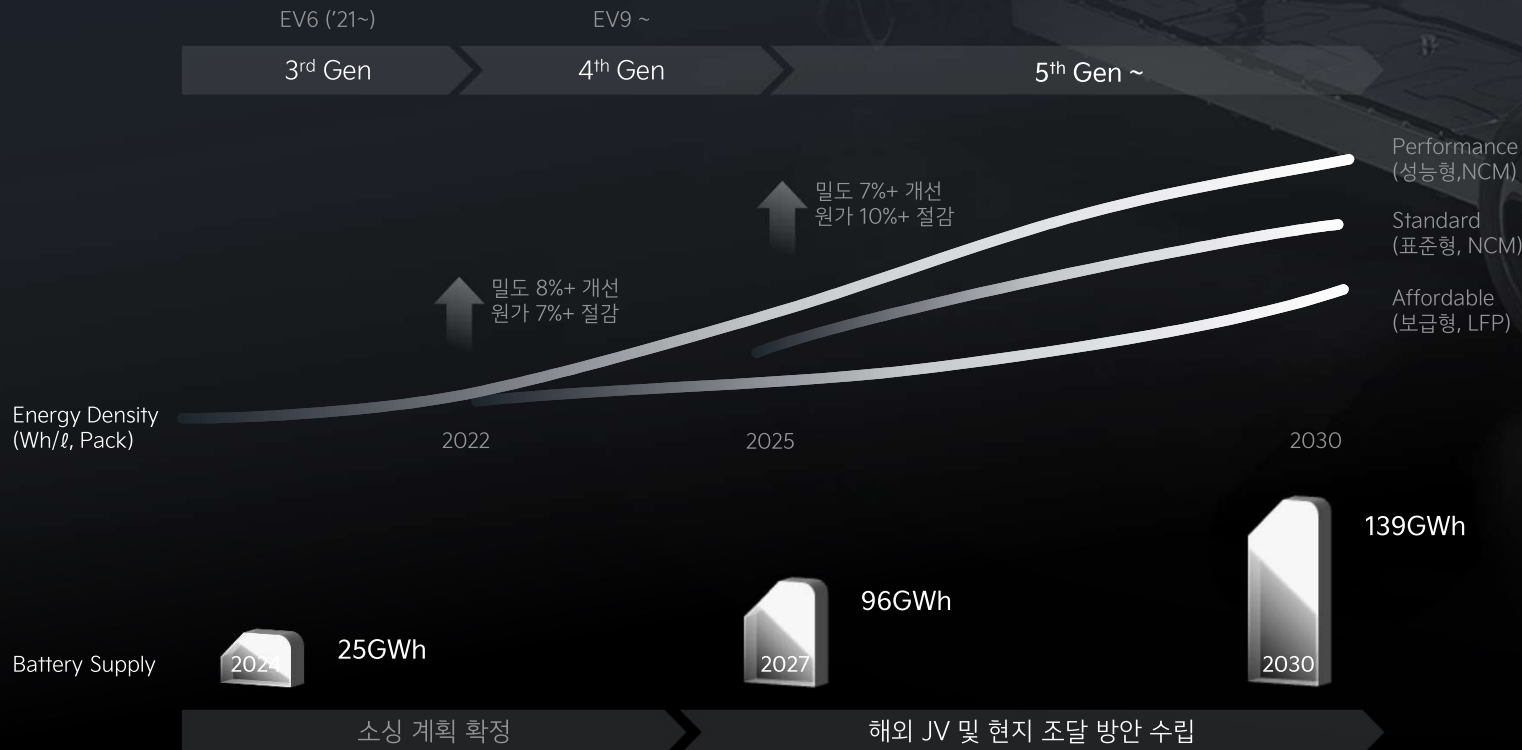 EV6 ('21~)
EV9 ~
3rd Gen
4th Gen
5th Gen ~
Performance
(성능형,NCM)
밀도 7%+ 개선
원가 10%+ 절감
Standard
(표준형, NCM)
밀도 8%+ 개선
원가 7%+ 절감
Affordable
(보급형, LFP)
Energy Density
(Wh/ℓ, Pack)
2022
2025
2030
139GWh
96GWh
25GWh
Battery Supply
2024
2027
2030
소싱 계획 확정
해외 JV 및 현지 조달 방안 수립